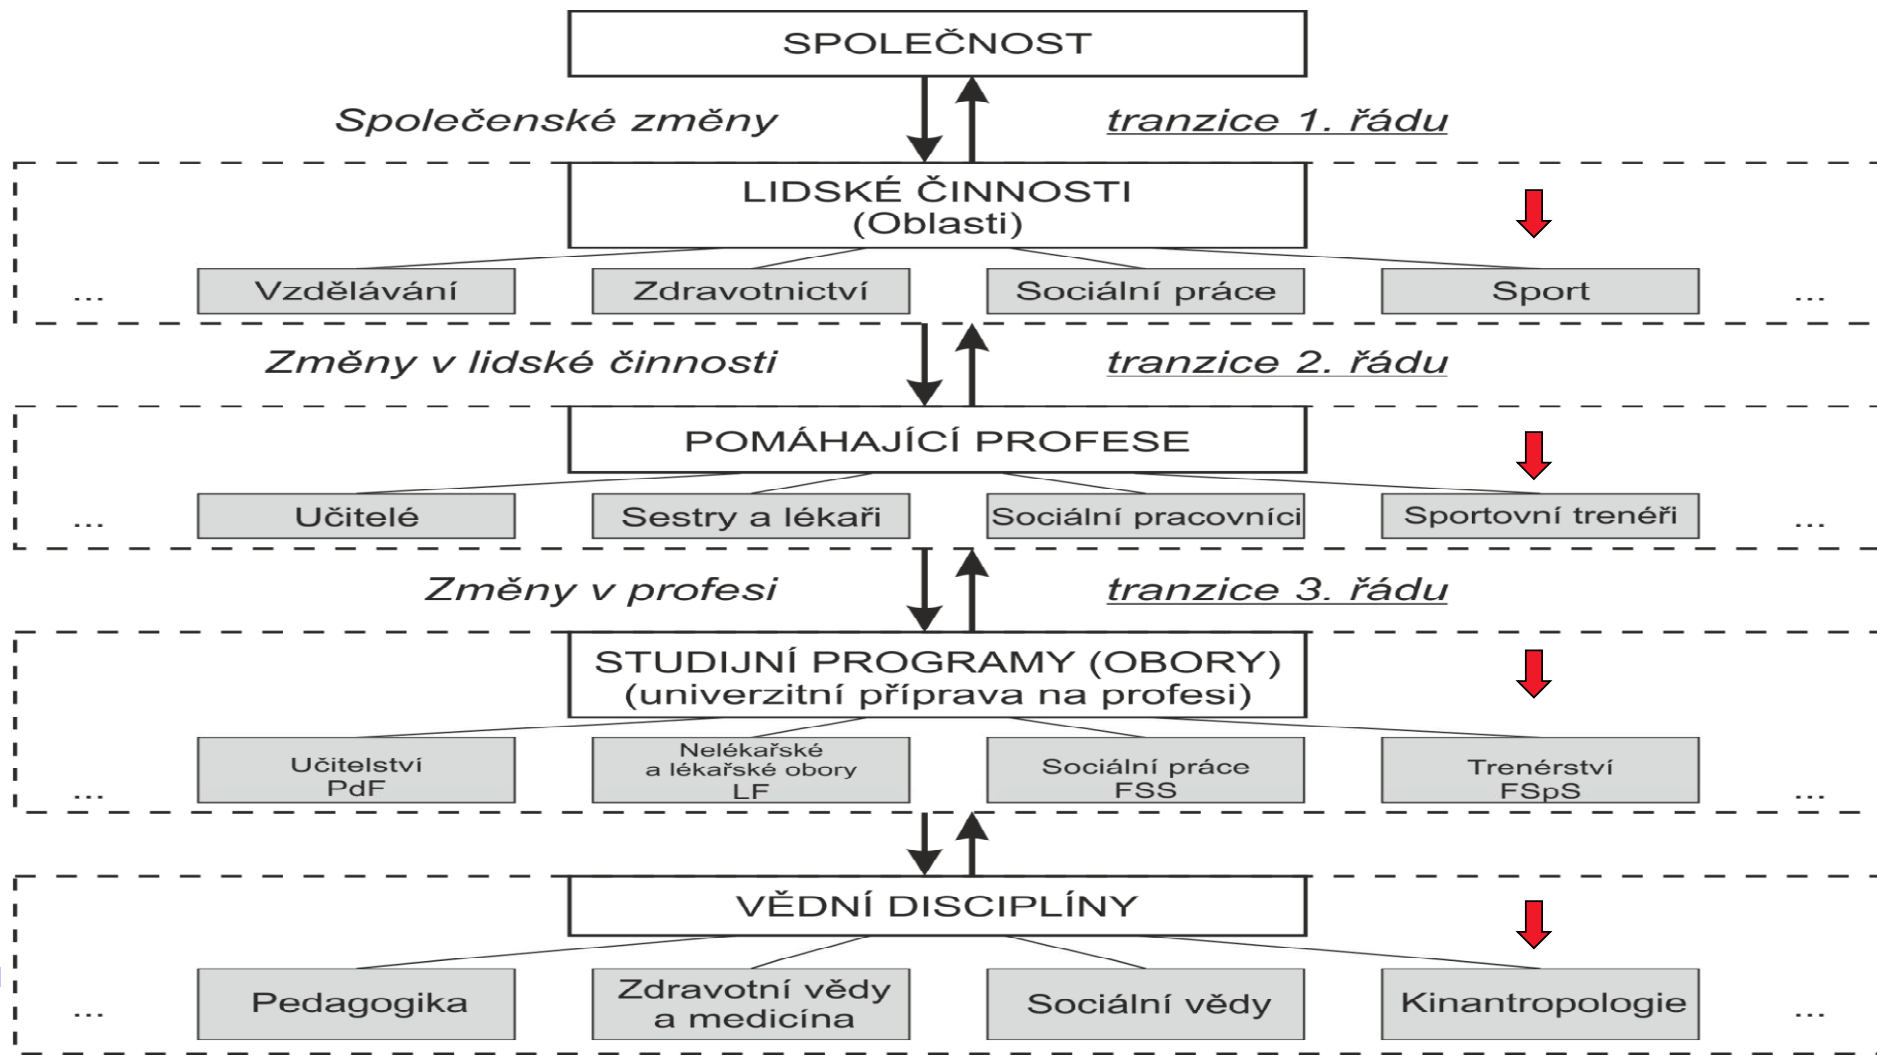 SPOLEČNOST
Společenské změny
tranzice 1. řádu
LIDSKÉ ČINNOSTI
(Oblasti)
...
Vzdělávání
Zdravotnictví
Sociální práce
Sport
...
Změny v lidské činnosti
tranzice 2. řádu
POMÁHAJÍCÍ PROFESE
...
Učitelé
Sestry a lékaři
Sociální pracovníci
Sportovní trenéři
...
Změny v profesi
tranzice 3. řádu
STUDIJNÍ PROGRAMY (OBORY)
(univerzitní příprava na profesi)
...
Učitelství
PdF
Nelékařské
a lékařské obory
LF
Sociální práce
FSS
Trenérství
FSpS
...
VĚDNÍ DISCIPLÍNY
...
Pedagogika
Zdravotní vědy
a medicína
Sociální vědy
Kinantropologie
...